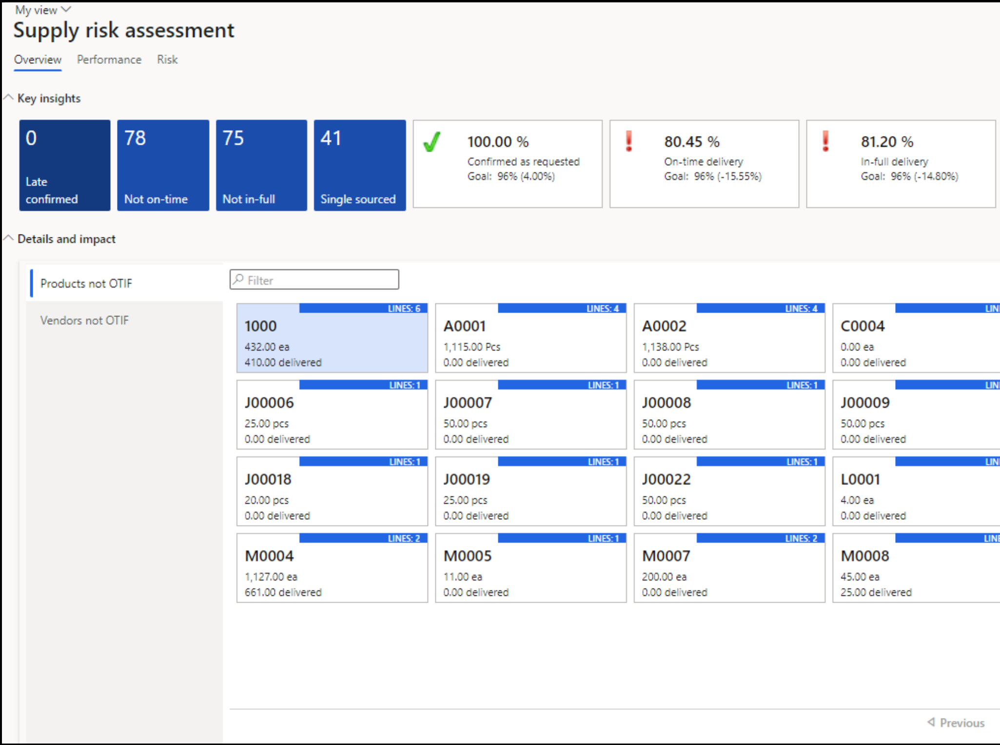 My view
Supply risk assessment
Overview Performance Risk
Key insights
0
Late
confirmed
78
Not on-time
75
Not in-full
41
Single sourced
100.00 %
Confirmed as requested
Goal: 96% (4.00%)
80.45 %
On-time delivery
Goal: 96% (-15.55%)
81.20 %
In-full delivery
Goal: 96% (-14.80%)
Details and impact
Products not OTIF
Vendors not OTIF
Filter
LINES: 6
1000
432.00 ea
410.00 delivered
LINES: 4
A0001
1,115.00 Pcs
0.00 delivered
LINES: 4
A0002
1,138.00 Pcs
0.00 delivered
C0004
0.00 ea
0.00 delivered
LINES: 1
J00006
25.00 pcs
0.00 delivered
LINES: 1
J00007
50.00 pcs
0.00 delivered
LINES: 1
J00008
50.00 pcs
0.00 delivered
J00009
50.00 pcs
0.00 delivered
LINES: 1
J00018
20.00 pcs
0.00 delivered
LINES: 1
J00019
25.00 pcs
0.00 delivered
LINES: 1
J00022
50.00 pcs
0.00 delivered
L0001
4.00 ea
0.00 delivered
LINES: 2
M0004
1,127.00 ea
661.00 delivered
LINES: 1
M0005
11.00 ea
0.00 delivered
LINES: 2
M0007
200.00 ea
0.00 delivered
M0008
45.00 ea
25.00 delivered
Previous